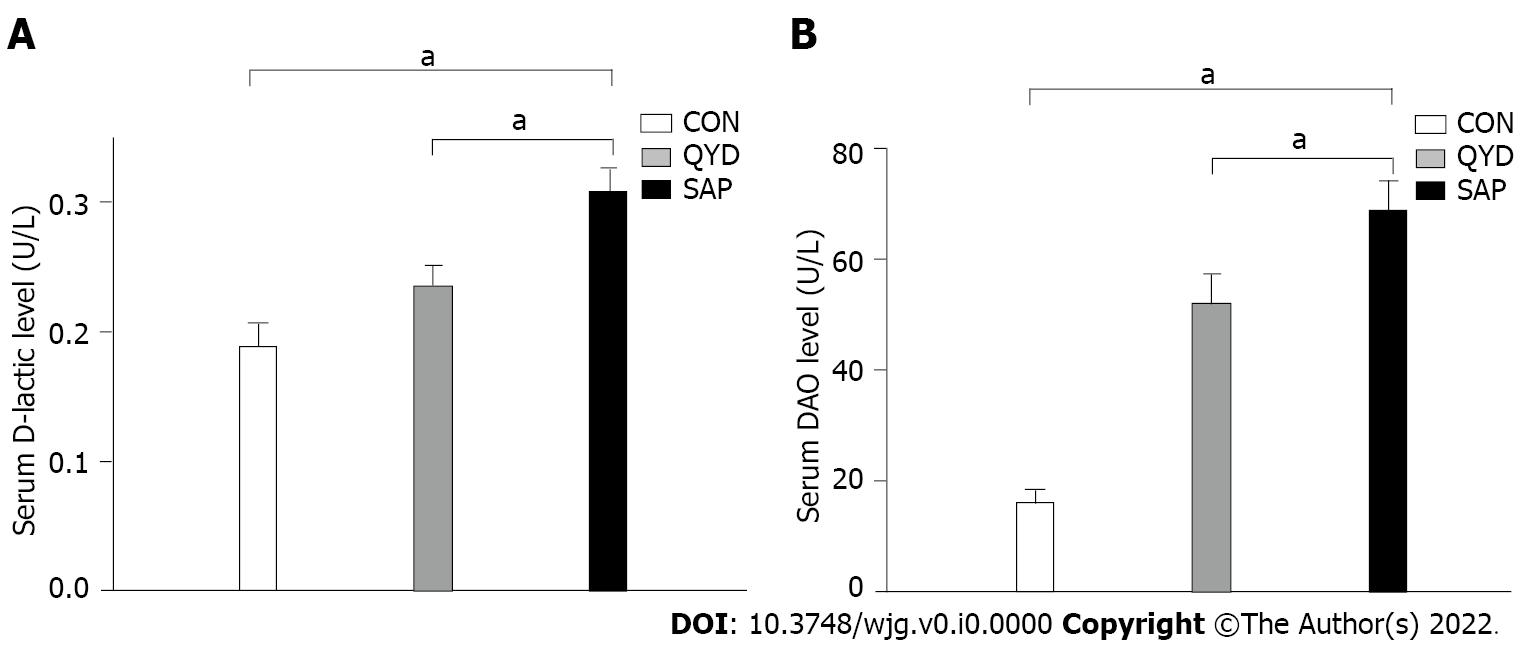 A
a
a
CON
QYD
SAP
Serum D-lactic level (U/L)
0.3
0.2
0.1
0.0
B
a
a
CON
QYD
SAP
Serum DAO level (U/L)
80
60
40
20
0
DOI: 10.3748/wjg.v0.i0.0000 Copyright ©The Author(s) 2022.